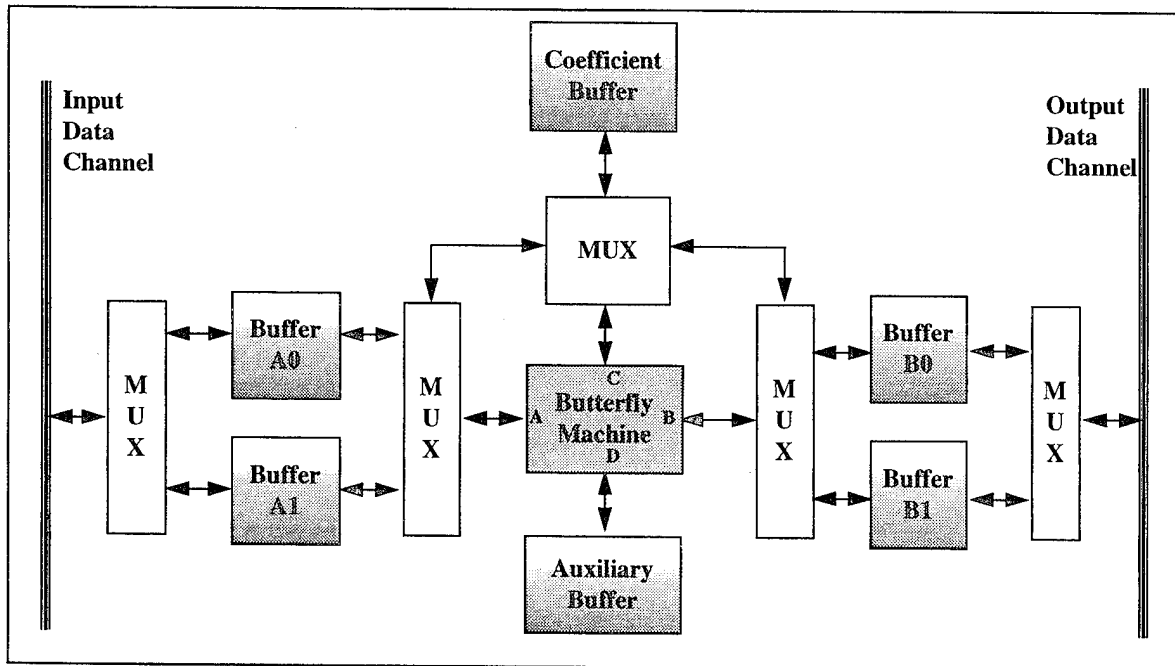 Coefficient
Buffer
Input
Data
Channel
Output
Data
Channel
MUX
M
U
X
Buffer
A0
Buffer
A1
M
U
X
C
A
Butterfly
B
Machine
D
M
U
X
Buffer
B0
Buffer
B1
M
U
X
Auxiliary
Buffer